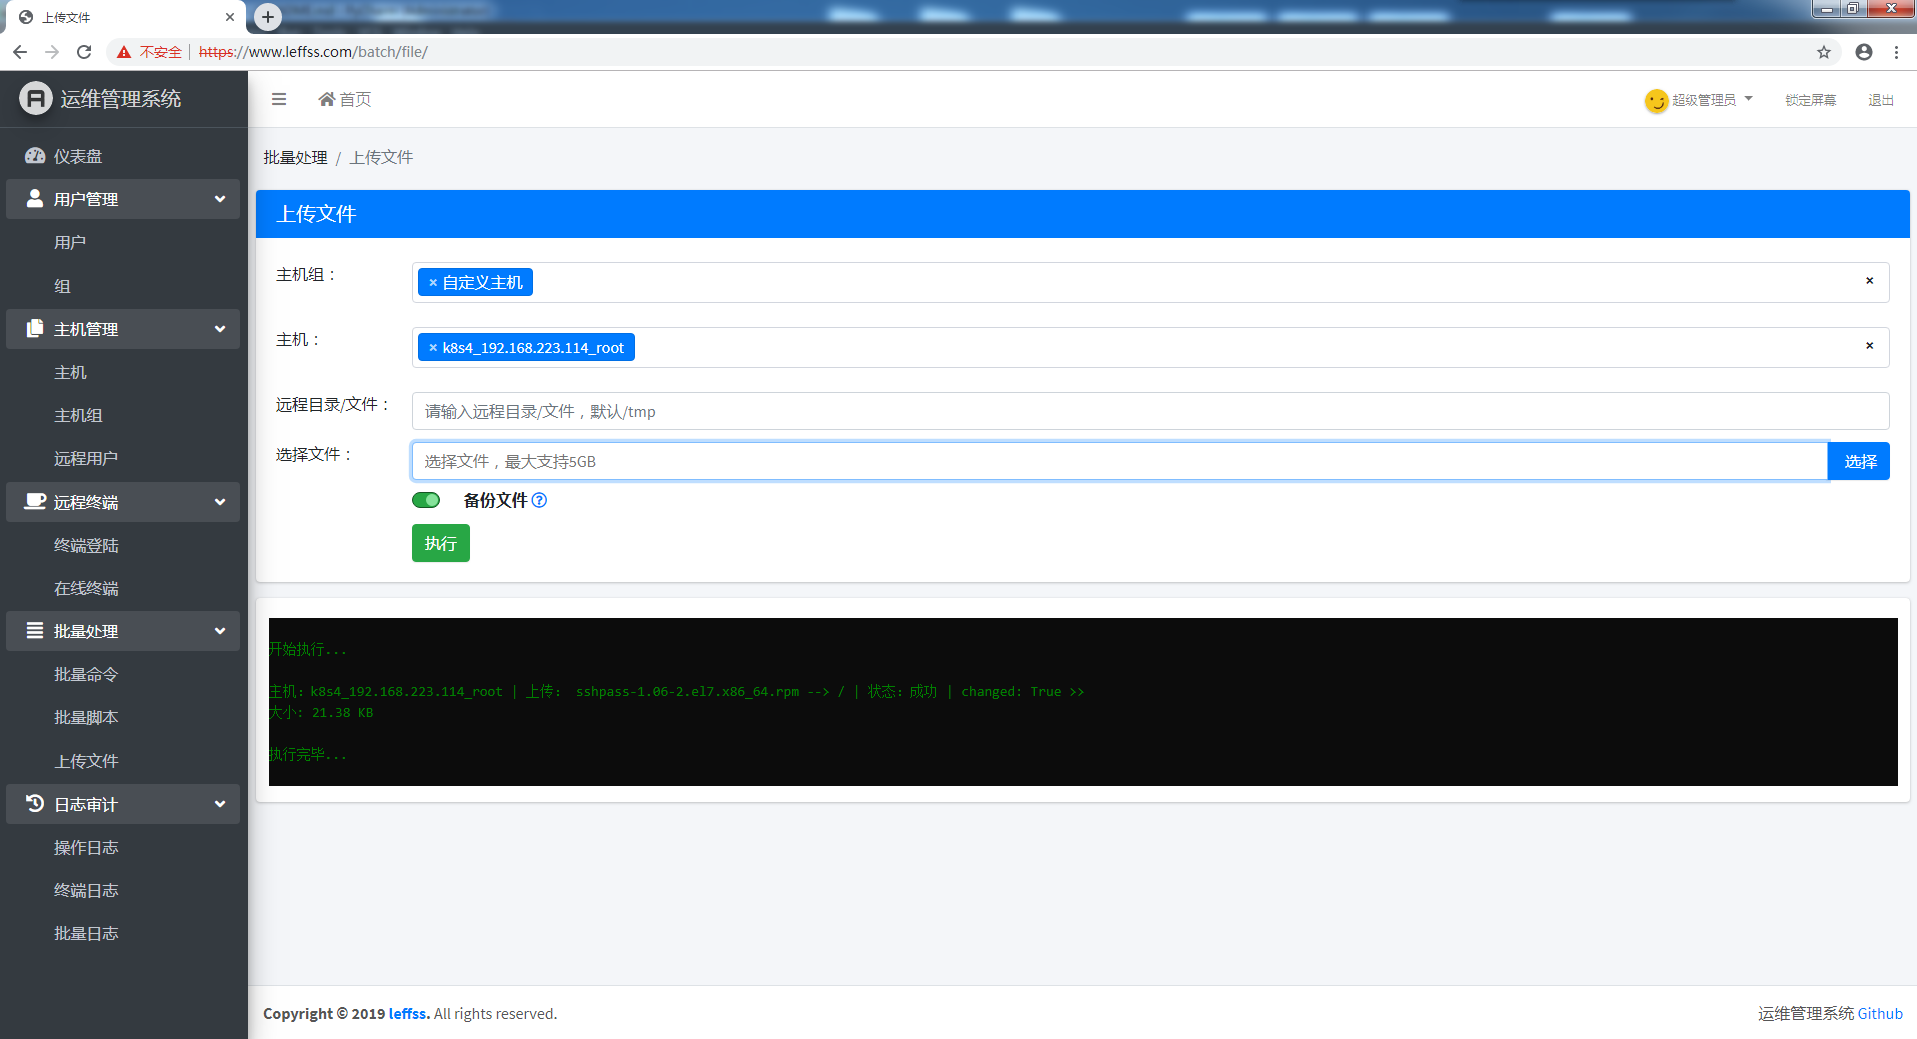 上传文件
不安全 https://www.leffss.com/batch/file/
运维管理系统
首页
超级管理员
锁定屏幕
退出
仪表盘
用户管理
用户
组
主机管理
主机
主机组
远程用户
远程终端
终端登陆
在线终端
批量处理
批量命令
批量脚本
上传文件
日志审计
操作日志
终端日志
批量日志
批量处理 / 上传文件
上传文件
主机组：
× 自定义主机 ×
主机：
× k8s4_192.168.223.114_root ×
远程目录/文件：
请输入远程目录/文件，默认/tmp
选择文件：
选择文件，最大支持5GB
选择
备份文件
执行
开始执行...
主机: k8s4_192.168.223.114_root | 上传: sshpass-1.06-2.el7.x86_64.rpm --> / | 状态: 成功 | changed: True >>
大小: 21.38 KB
执行完毕...
Copyright © 2019 leffss. All rights reserved.
运维管理系统 Github